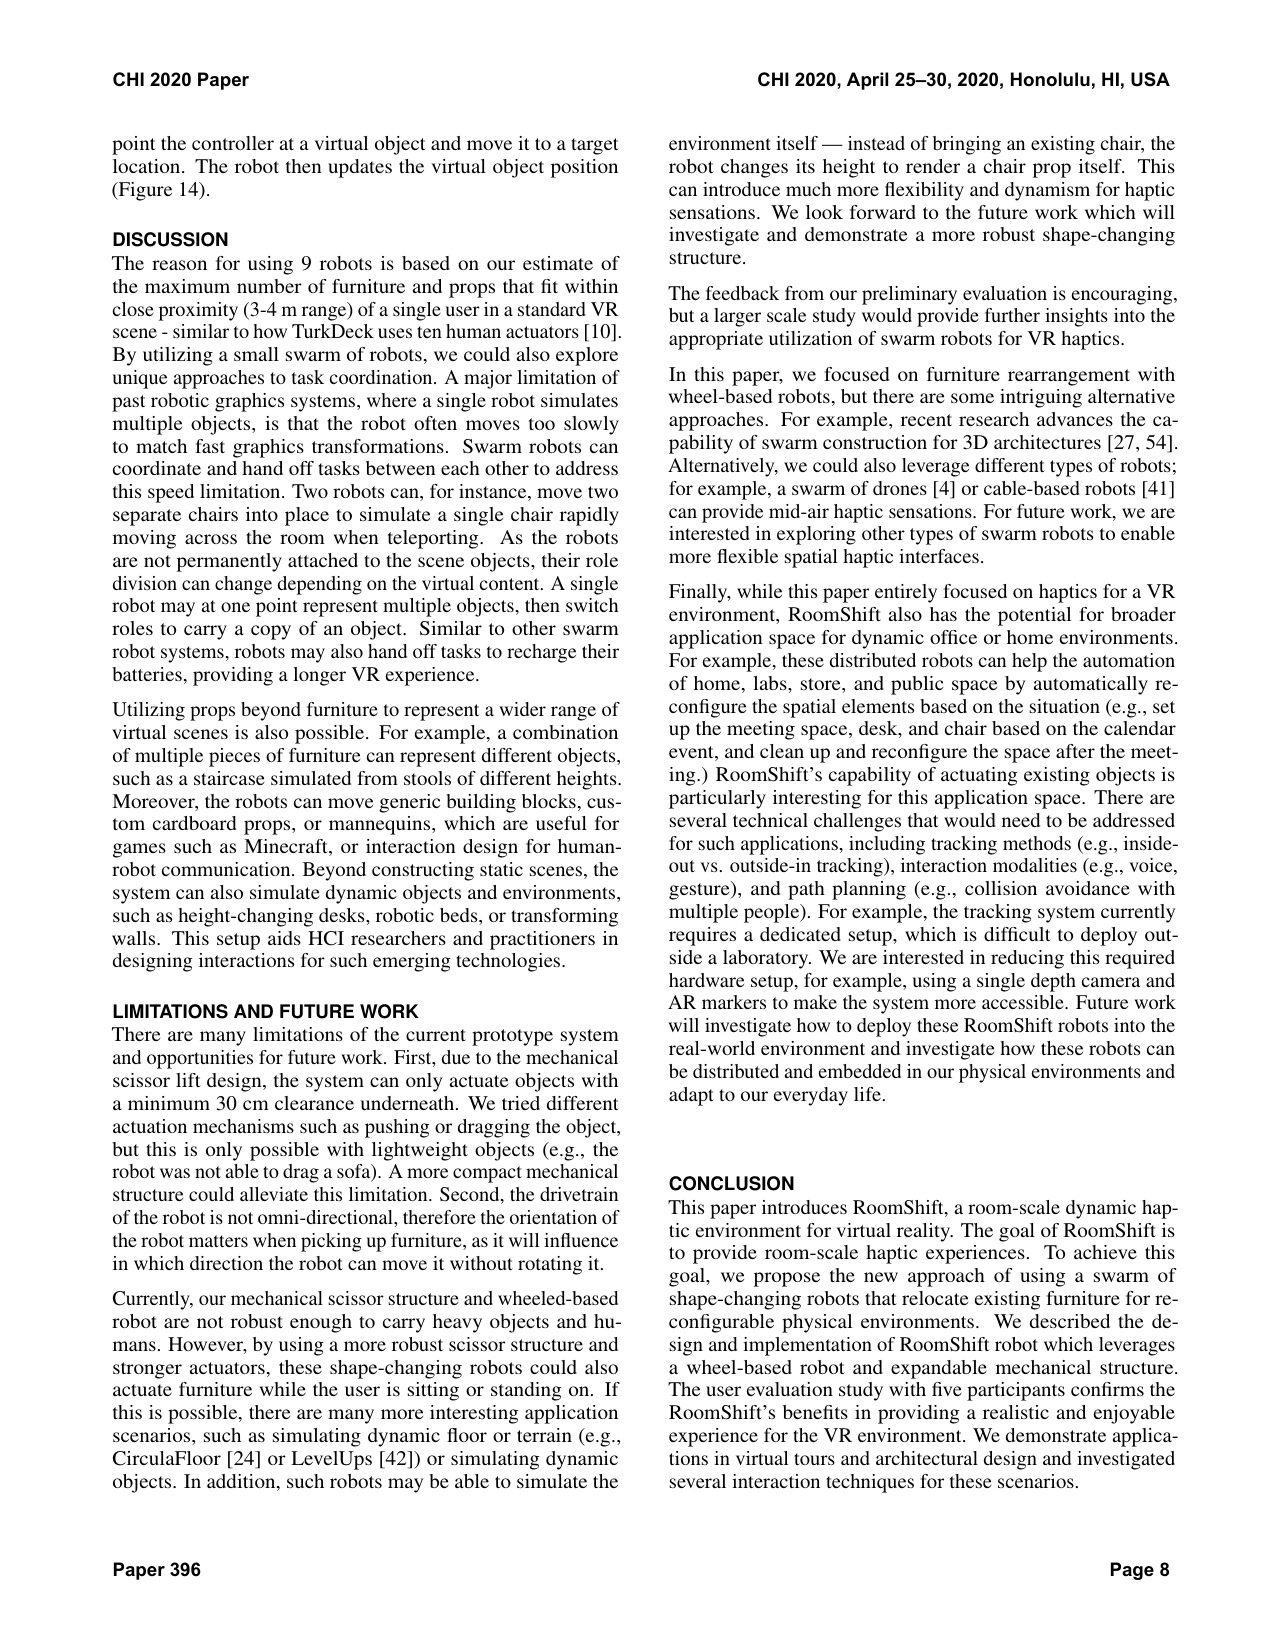 CHI 2020 Paper
CHI 2020, April 25–30, 2020, Honolulu, HI, USA
point the controller at a virtual object and move it to a target
location. The robot then updates the virtual object position
(Figure 14).
DISCUSSION
The reason for using 9 robots is based on our estimate of
the maximum number of furniture and props that fit within
close proximity (3-4 m range) of a single user in a standard VR
scene - similar to how TurkDeck uses ten human actuators [10].
By utilizing a small swarm of robots, we could also explore
unique approaches to task coordination. A major limitation of
past robotic graphics systems, where a single robot simulates
multiple objects, is that the robot often moves too slowly
to match fast graphics transformations. Swarm robots can
coordinate and hand off tasks between each other to address
this speed limitation. Two robots can, for instance, move two
separate chairs into place to simulate a single chair rapidly
moving across the room when teleporting. As the robots
are not permanently attached to the scene objects, their role
division can change depending on the virtual content. A single
robot may at one point represent multiple objects, then switch
roles to carry a copy of an object. Similar to other swarm
robot systems, robots may also hand off tasks to recharge their
batteries, providing a longer VR experience.
Utilizing props beyond furniture to represent a wider range of
virtual scenes is also possible. For example, a combination
of multiple pieces of furniture can represent different objects,
such as a staircase simulated from stools of different heights.
Moreover, the robots can move generic building blocks, cus-
tom cardboard props, or mannequins, which are useful for
games such as Minecraft, or interaction design for human-
robot communication. Beyond constructing static scenes, the
system can also simulate dynamic objects and environments,
such as height-changing desks, robotic beds, or transforming
walls. This setup aids HCI researchers and practitioners in
designing interactions for such emerging technologies.
LIMITATIONS AND FUTURE WORK
There are many limitations of the current prototype system
and opportunities for future work. First, due to the mechanical
scissor lift design, the system can only actuate objects with
a minimum 30 cm clearance underneath. We tried different
actuation mechanisms such as pushing or dragging the object,
but this is only possible with lightweight objects (e.g., the
robot was not able to drag a sofa). A more compact mechanical
structure could alleviate this limitation. Second, the drivetrain
of the robot is not omni-directional, therefore the orientation of
the robot matters when picking up furniture, as it will influence
in which direction the robot can move it without rotating it.
Currently, our mechanical scissor structure and wheeled-based
robot are not robust enough to carry heavy objects and hu-
mans. However, by using a more robust scissor structure and
stronger actuators, these shape-changing robots could also
actuate furniture while the user is sitting or standing on. If
this is possible, there are many more interesting application
scenarios, such as simulating dynamic floor or terrain (e.g.,
CirculaFloor [24] or LevelUps [42]) or simulating dynamic
objects. In addition, such robots may be able to simulate the
environment itself — instead of bringing an existing chair, the
robot changes its height to render a chair prop itself. This
can introduce much more flexibility and dynamism for haptic
sensations. We look forward to the future work which will
investigate and demonstrate a more robust shape-changing
structure.
The feedback from our preliminary evaluation is encouraging,
but a larger scale study would provide further insights into the
appropriate utilization of swarm robots for VR haptics.
In this paper, we focused on furniture rearrangement with
wheel-based robots, but there are some intriguing alternative
approaches. For example, recent research advances the ca-
pability of swarm construction for 3D architectures [27, 54].
Alternatively, we could also leverage different types of robots;
for example, a swarm of drones [4] or cable-based robots [41]
can provide mid-air haptic sensations. For future work, we are
interested in exploring other types of swarm robots to enable
more flexible spatial haptic interfaces.
Finally, while this paper entirely focused on haptics for a VR
environment, RoomShift also has the potential for broader
application space for dynamic office or home environments.
For example, these distributed robots can help the automation
of home, labs, store, and public space by automatically re-
configure the spatial elements based on the situation (e.g., set
up the meeting space, desk, and chair based on the calendar
event, and clean up and reconfigure the space after the meet-
ing.) RoomShift's capability of actuating existing objects is
particularly interesting for this application space. There are
several technical challenges that would need to be addressed
for such applications, including tracking methods (e.g., inside-
out vs. outside-in tracking), interaction modalities (e.g., voice,
gesture), and path planning (e.g., collision avoidance with
multiple people). For example, the tracking system currently
requires a dedicated setup, which is difficult to deploy out-
side a laboratory. We are interested in reducing this required
hardware setup, for example, using a single depth camera and
AR markers to make the system more accessible. Future work
will investigate how to deploy these RoomShift robots into the
real-world environment and investigate how these robots can
be distributed and embedded in our physical environments and
adapt to our everyday life.
CONCLUSION
This paper introduces RoomShift, a room-scale dynamic hap-
tic environment for virtual reality. The goal of RoomShift is
to provide room-scale haptic experiences. To achieve this
goal, we propose the new approach of using a swarm of
shape-changing robots that relocate existing furniture for re-
configurable physical environments. We described the de-
sign and implementation of RoomShift robot which leverages
a wheel-based robot and expandable mechanical structure.
The user evaluation study with five participants confirms the
RoomShift's benefits in providing a realistic and enjoyable
experience for the VR environment. We demonstrate applica-
tions in virtual tours and architectural design and investigated
several interaction techniques for these scenarios.
Paper 396
Page 8